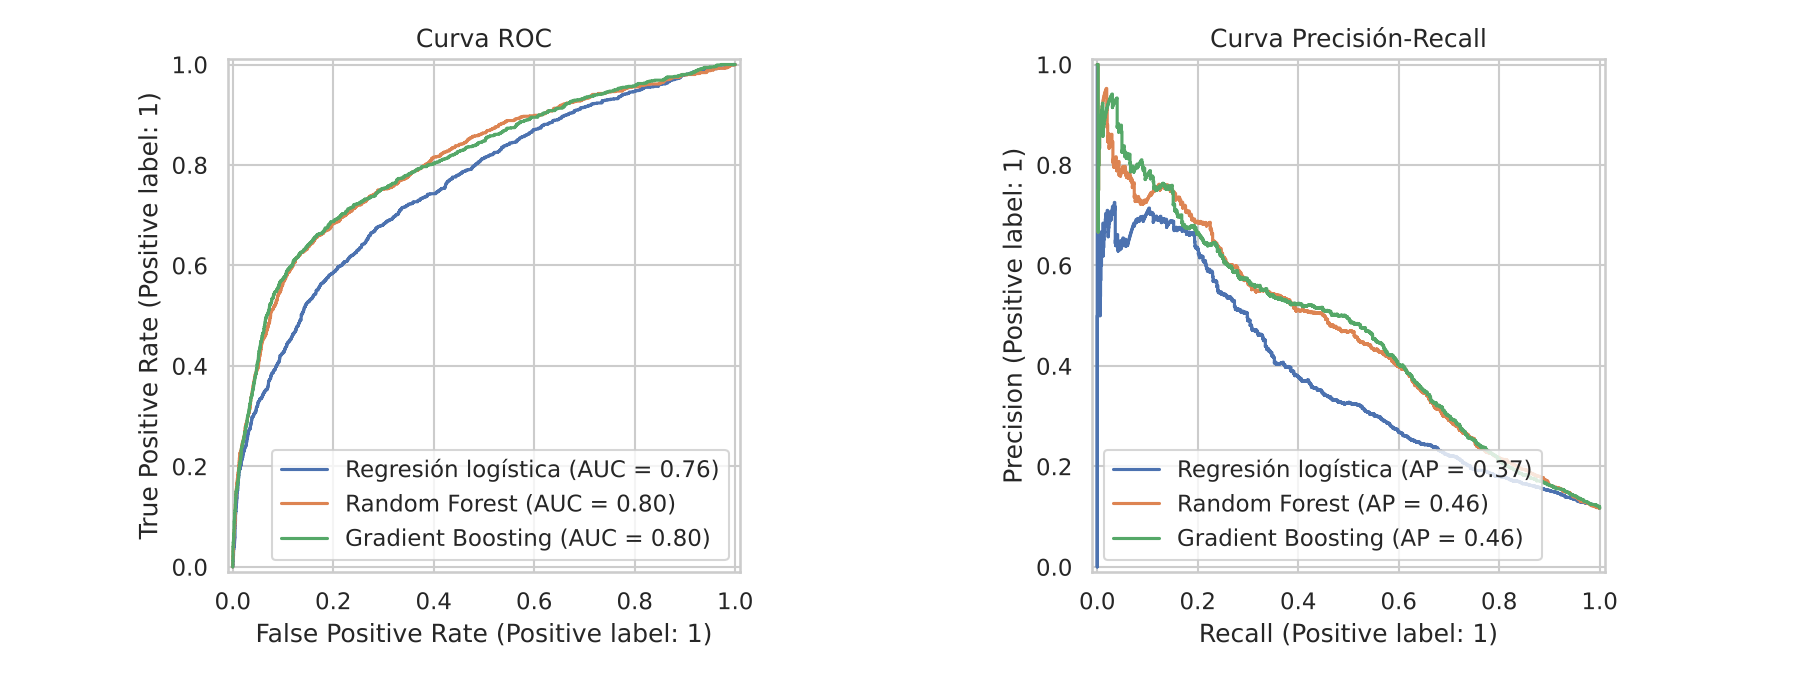 Curva ROC
True Positive Rate (Positive label: 1)
1.0
0.8
0.6
0.4
0.2
0.0
Regresión logística (AUC = 0.76)
Random Forest (AUC = 0.80)
Gradient Boosting (AUC = 0.80)
0.0 0.2 0.4 0.6 0.8 1.0
False Positive Rate (Positive label: 1)
Curva Precisión-Recall
Precision (Positive label: 1)
1.0
0.8
0.6
0.4
0.2
0.0
Regresión logística (AP = 0.37)
Random Forest (AP = 0.46)
Gradient Boosting (AP = 0.46)
0.0 0.2 0.4 0.6 0.8 1.0
Recall (Positive label: 1)